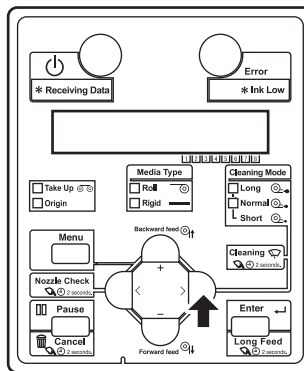 Error
* Receiving Data
* Ink Low
1 2 3 4 5 6 7 8
Take Up
Origin
Media Type
Roll
Rigid
Cleaning Mode
Long
Normal
Short
Menu
Backward feed
Cleaning
2 seconds.
Nozzle Check
2 seconds.
+
< >
−
Pause
Cancel
2 seconds.
Forward feed
Enter
Long Feed
2 seconds.